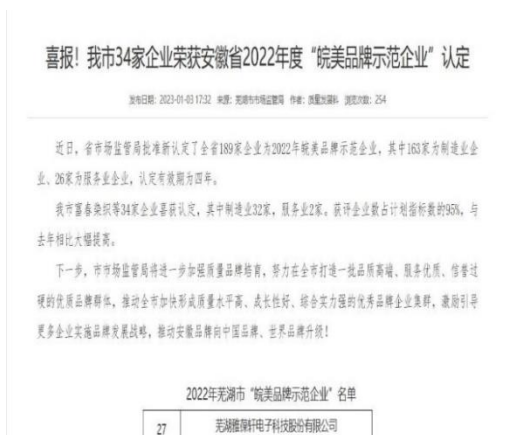 喜报！我市34家企业荣获安徽省2022年度“皖美品牌示范企业”认定
发布日期：2023-01-03 17:32 来源：芜湖市市场监管局 作者：质量发展科 浏览次数：254
近日，省市场监管局批准新认定了全省189家企业为2022年皖美品牌示范企业，其中163家为制造业企
业、26家为服务业企业，认定有效期为四年。
我市富春染织等34家企业喜获认定，其中制造业32家，服务业2家。获评企业数占计划指标数的95%，与
去年相比大幅提高。
下一步，市市场监管局将进一步加强质量品牌培育，努力在全市打造一批品质高端、服务优质、信誉过
硬的优质品牌群体，推动全市加快形成质量水平高、成长性好、综合实力强的优秀品牌企业集群，激励引导
更多企业实施品牌发展战略，推动安徽品牌向中国品牌、世界品牌升级！
2022年芜湖市“皖美品牌示范企业”名单
27 芜湖雅葆轩电子科技股份有限公司